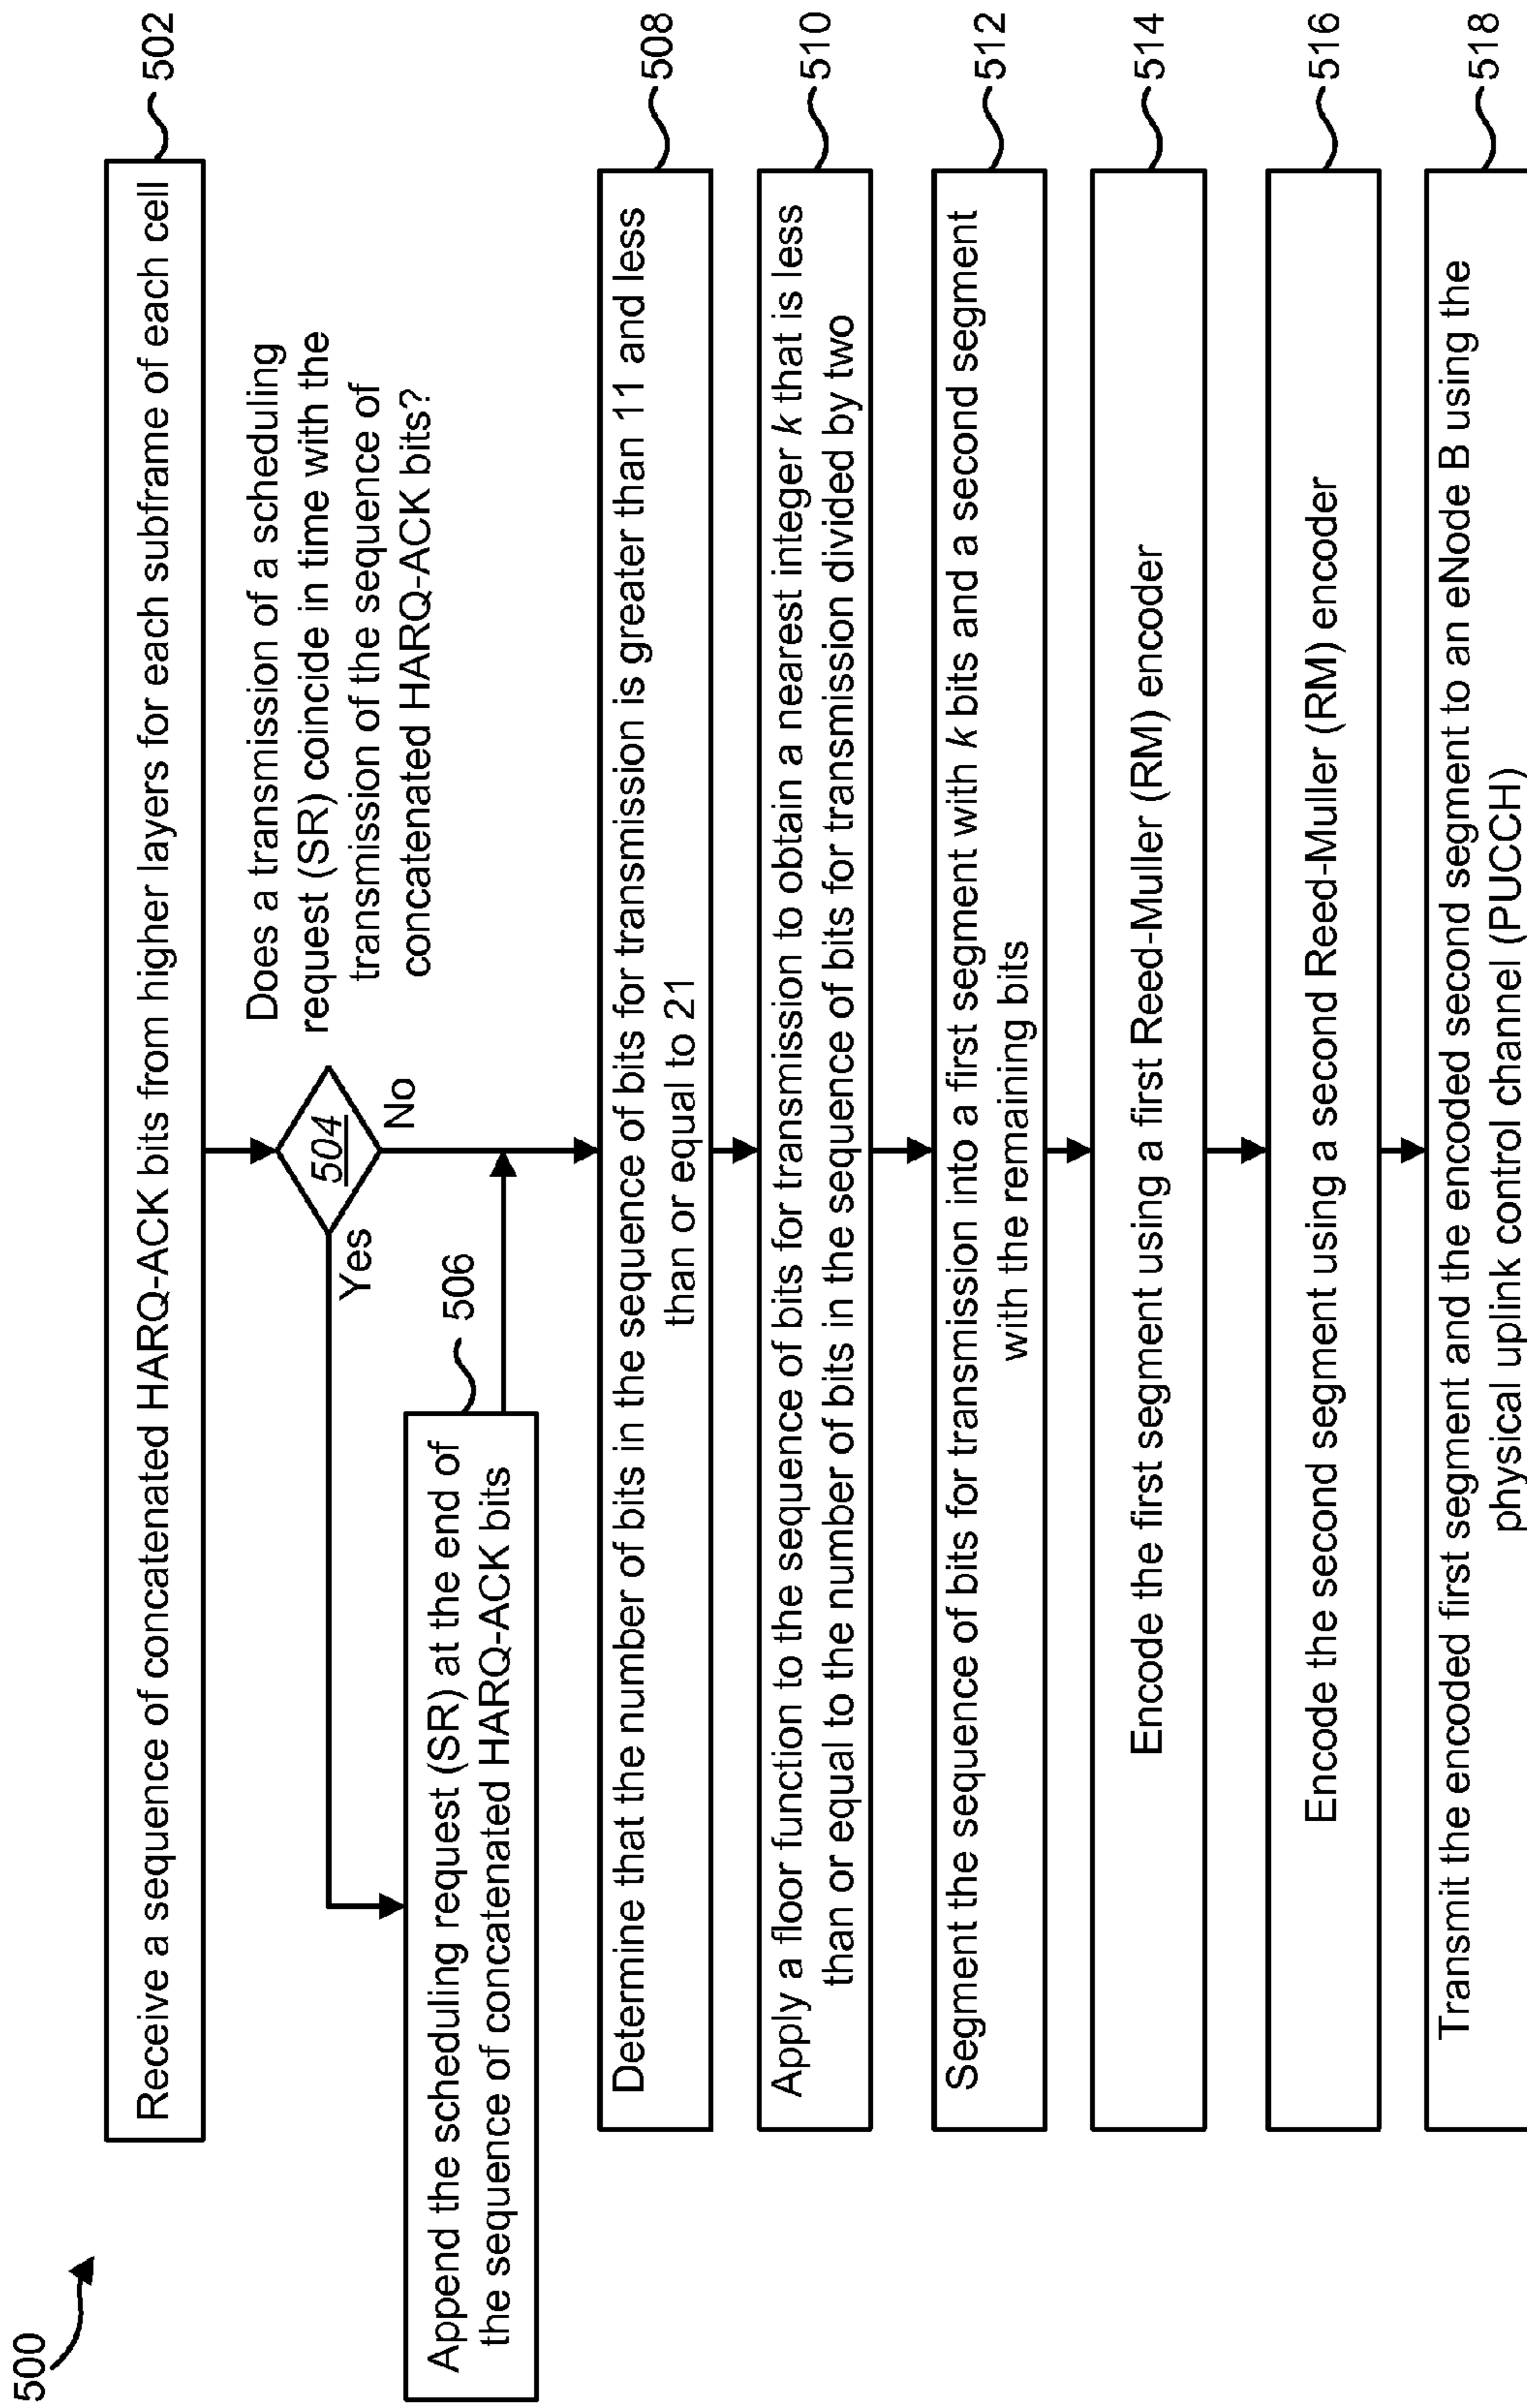 500
Receive a sequence of concatenated HARQ-ACK bits from higher layers for each subframe of each cell
502
Does a transmission of a scheduling
request (SR) coincide in time with the
transmission of the sequence of
concatenated HARQ-ACK bits?
504
Yes
No
506
Append the scheduling request (SR) at the end of
the sequence of concatenated HARQ-ACK bits
Determine that the number of bits in the sequence of bits for transmission is greater than 11 and less
than or equal to 21
508
Apply a floor function to the sequence of bits for transmission to obtain a nearest integer k that is less
than or equal to the number of bits in the sequence of bits for transmission divided by two
510
Segment the sequence of bits for transmission into a first segment with k bits and a second segment
with the remaining bits
512
Encode the first segment using a first Reed-Muller (RM) encoder
514
Encode the second segment using a second Reed-Muller (RM) encoder
516
Transmit the encoded first segment and the encoded second segment to an eNode B using the
physical uplink control channel (PUCCH)
518